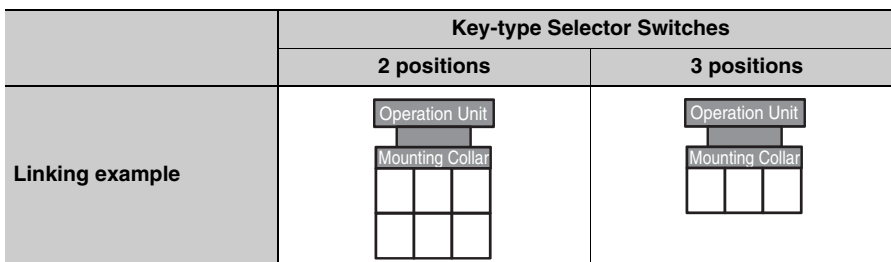 Key-type Selector Switches
2 positions 3 positions
Linking example
Operation Unit
Mounting Collar
Operation Unit
Mounting Collar